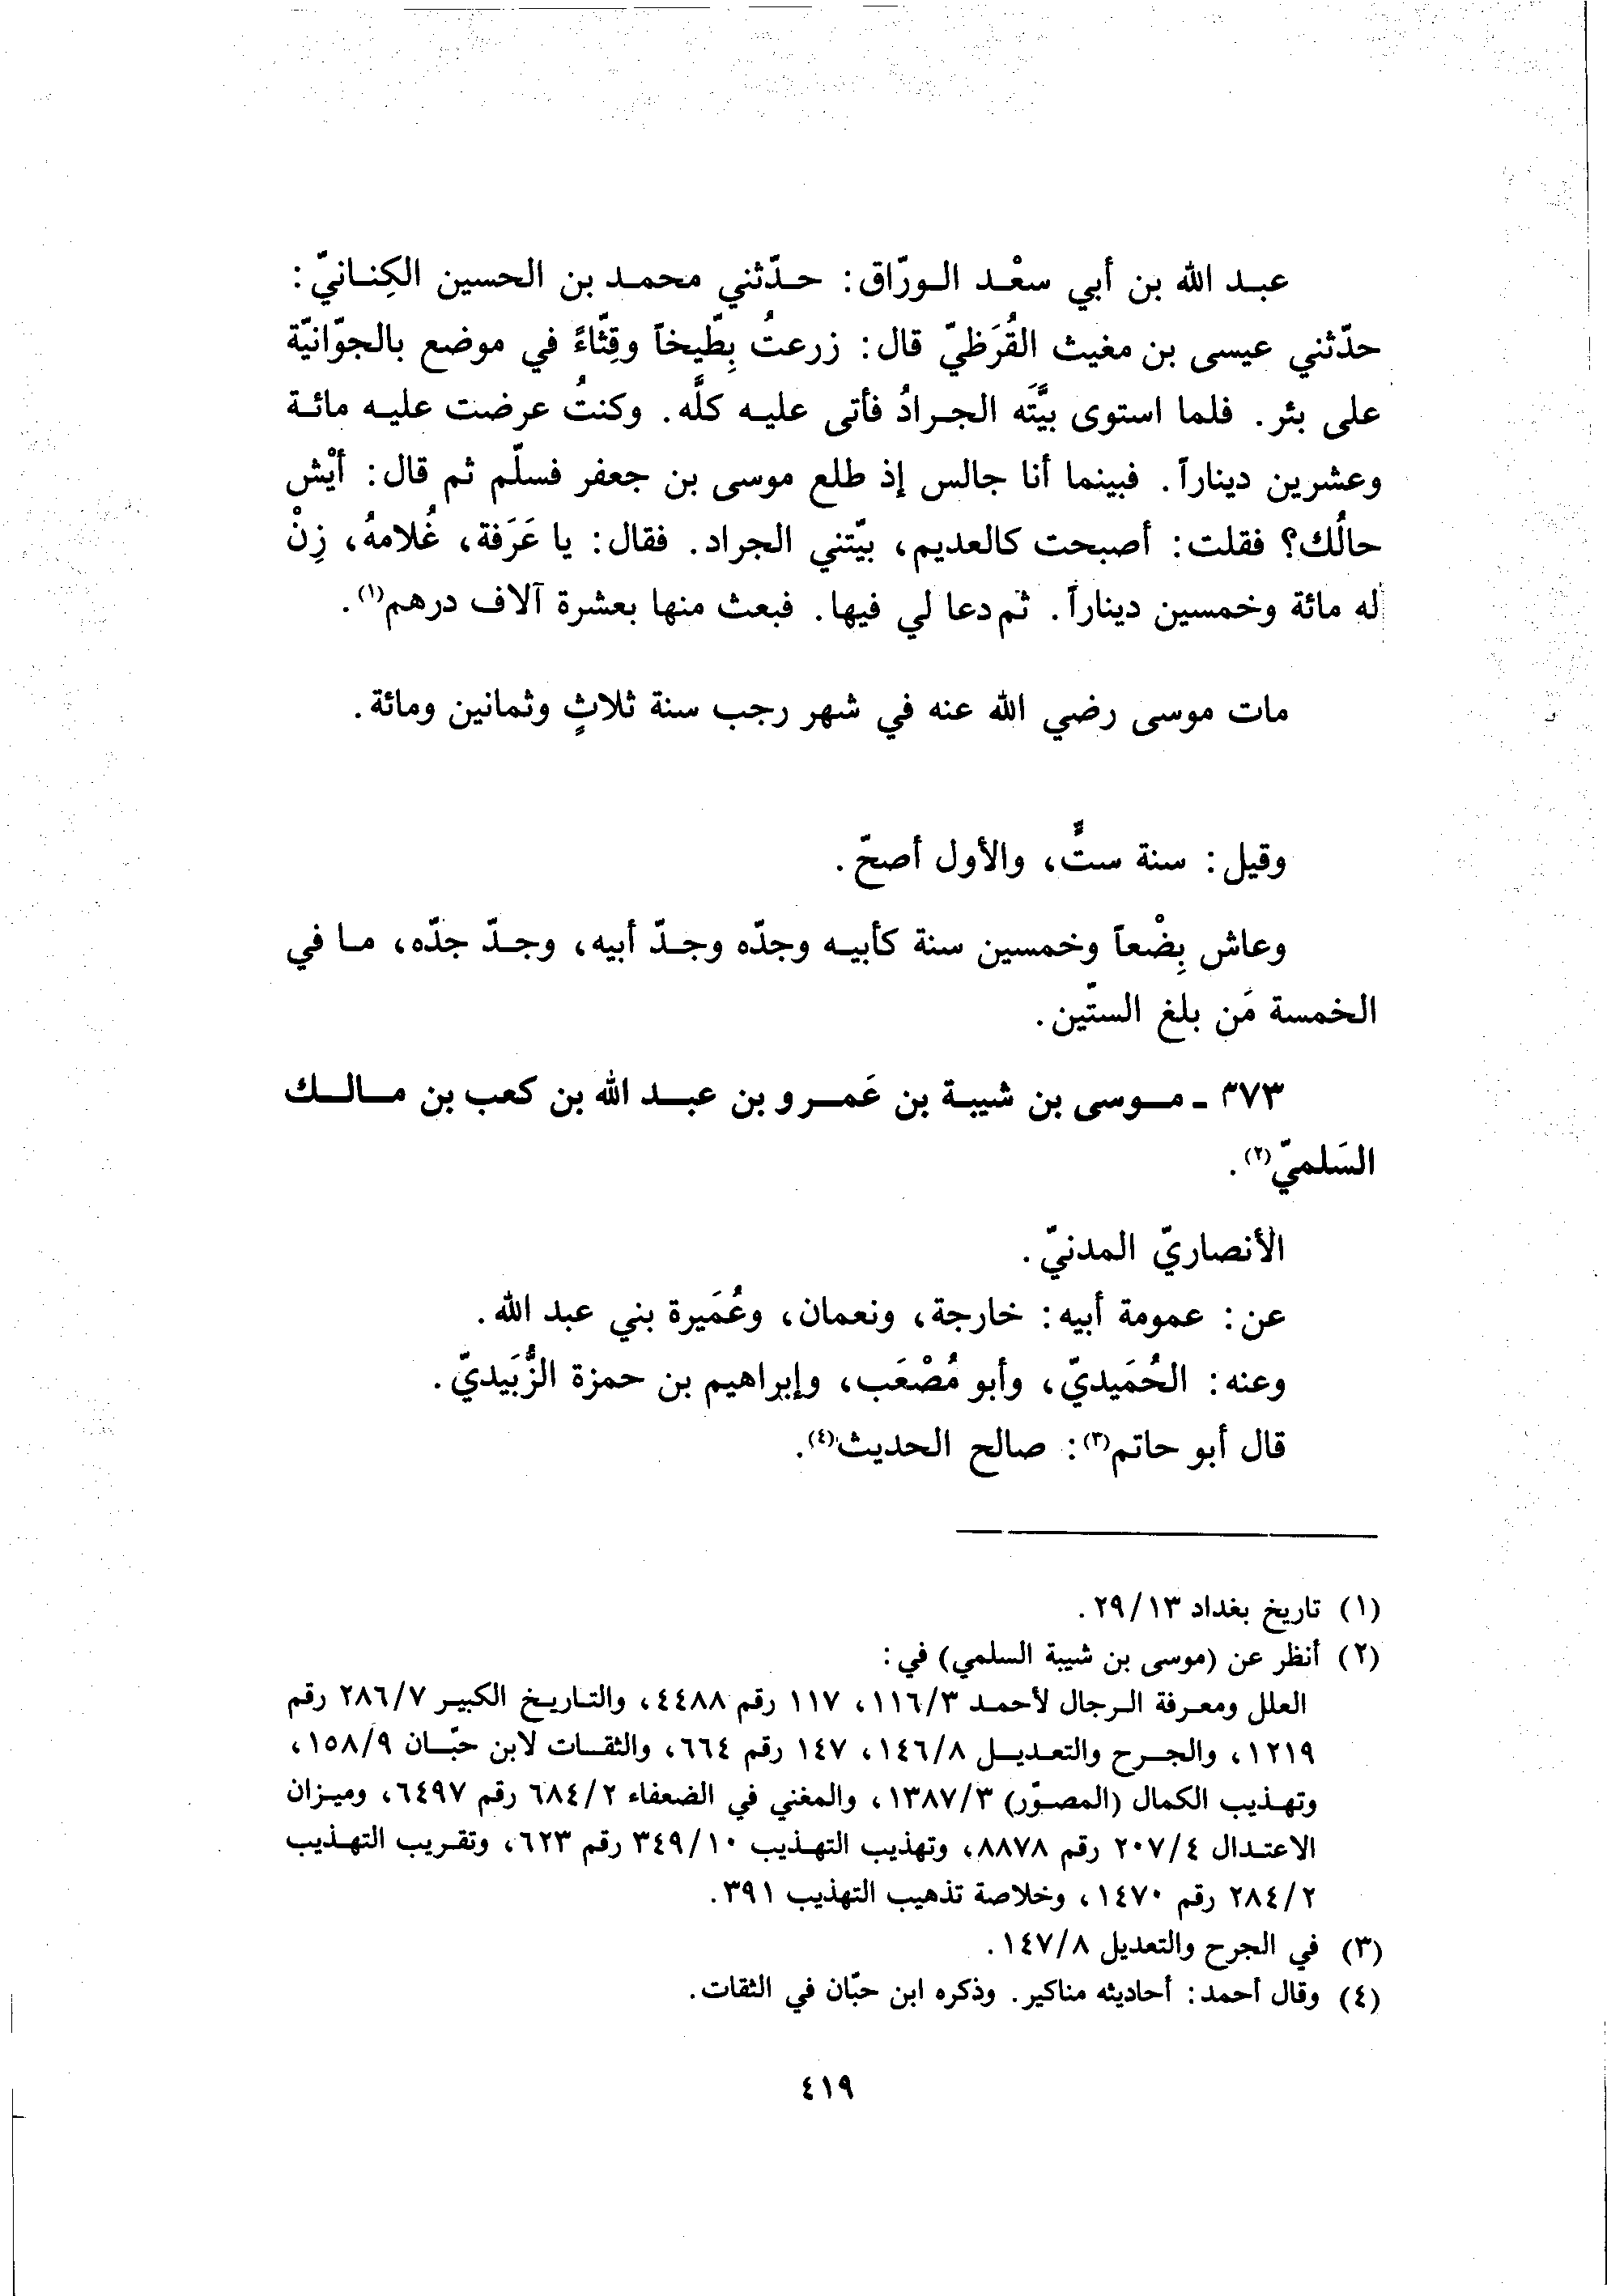 عبد الله بن أبي سعْد الورّاق: حدّثني محمد بن الحسين الكِنانيّ:
حدّثني عيسى بن مغيث القُرَظيّ قال: زرعتُ بِطّيخاً وقِثّاءً في موضع بالجوّانيّة
على بئر. فلما استوى بيَّتَه الجرادُ فأتى عليه كلّه. وكنتُ عرضت عليه مائة
وعشرين ديناراً. فبينما أنا جالس إذ طلع موسى بن جعفر فسلّم ثم قال: أيْش
حالُك؟ فقلت: أصبحت كالعديم، بيّتني الجراد. فقال: يا عَرَفة، غُلامهُ، زِنْ
له مائة وخمسين ديناراً. ثم دعا لي فيها. فبعث منها بعشرة آلاف درهم(١).
مات موسى رضي الله عنه في شهر رجب سنة ثلاثٍ وثمانين ومائة.
وقيل: سنة ستٍّ، والأول أصحّ.
وعاش بِضْعاً وخمسين سنة كأبيه وجدّه وجدّ أبيه، وجدّ جدّه، ما في
الخمسة مَن بلغ الستّين.
٣٧٣ ـ موسى بن شيبة بن عَمرو بن عبد الله بن كعب بن مالك
السَلميّ(٢).
الأنصاريّ المدنيّ.
عن: عمومة أبيه: خارجة، ونعمان، وعُمَيرة بني عبد الله.
وعنه: الحُمَيديّ، وأبو مُصْعَب، وإبراهيم بن حمزة الزُّبَيديّ.
قال أبو حاتم(٣): صالح الحديث(٤).
(١) تاريخ بغداد ٢٩/١٣.
(٢) أنظر عن (موسى بن شيبة السلمي) في:
العلل ومعرفة الرجال لأحمد ١١٦/٣، ١١٧ رقم ٤٤٨٨، والتاريخ الكبير ٢٨٦/٧ رقم
١٢١٩، والجرح والتعديل ١٤٦/٨، ١٤٧ رقم ٦٦٤، والثقات لابن حبّان ١٥٨/٩،
وتهذيب الكمال (المصوّر) ١٣٨٧/٣، والمغني في الضعفاء ٦٨٤/٢ رقم ٦٤٩٧، وميزان
الاعتدال ٢٠٧/٤ رقم ٨٨٧٨، وتهذيب التهذيب ٣٤٩/١٠ رقم ٦٢٣، وتقريب التهذيب
٢٨٤/٢ رقم ١٤٧٠، وخلاصة تذهيب التهذيب ٣٩١.
(٣) في الجرح والتعديل ١٤٧/٨.
(٤) وقال أحمد: أحاديثه مناكير. وذكره ابن حبّان في الثقات.
٤١٩